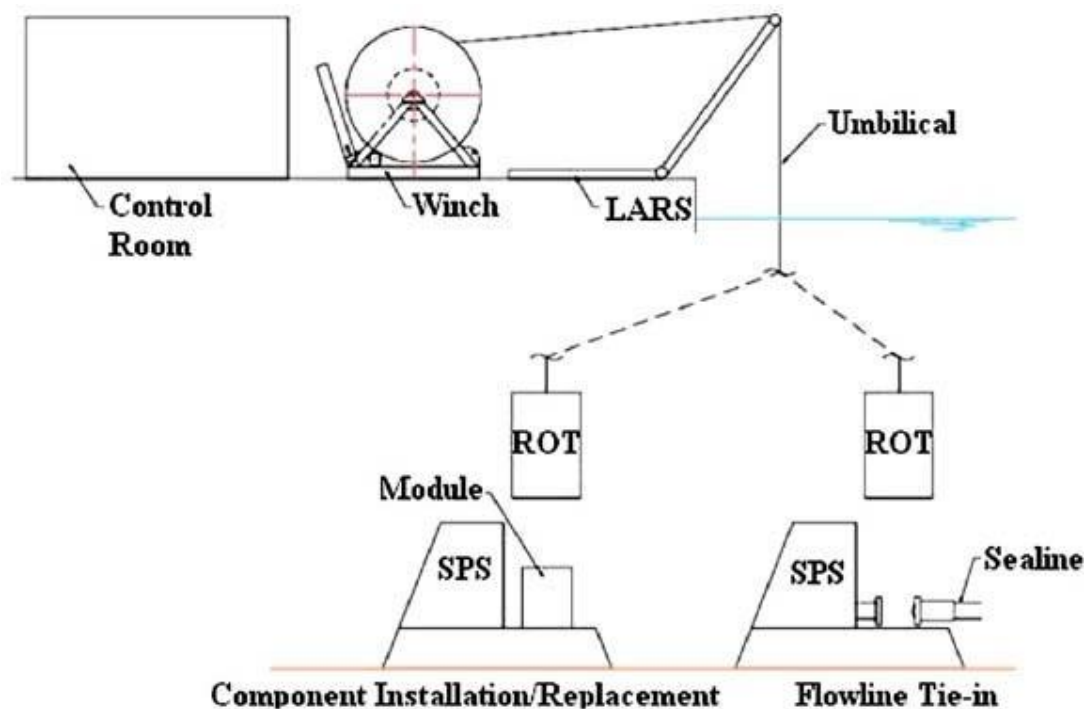 Umbilical
Control
Room
Winch
LARS
ROT
ROT
Module
SPS
SPS
Sealine
Component Installation/Replacement
Flowline Tie-in